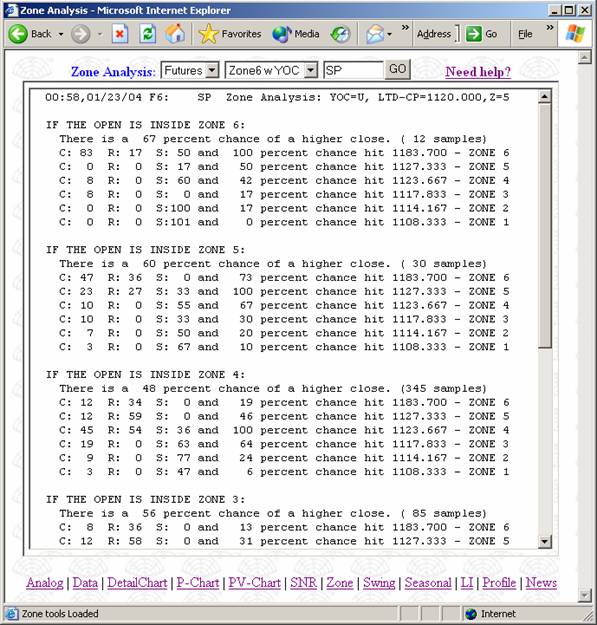 Zone Analysis - Microsoft Internet Explorer
Back Search Favorites Media » Address Go File »
Zone Analysis: Futures Zone6 w YOC SP GO Need help?
00:58,01/23/04 F6: SP Zone Analysis: YOC=U, LTD-CP=1120.000,Z=5
IF THE OPEN IS INSIDE ZONE 6:
There is a 67 percent chance of a higher close. ( 12 samples)
C: 83 R: 17 S: 50 and 100 percent chance hit 1183.700 - ZONE 6
C: 0 R: 0 S: 17 and 50 percent chance hit 1127.333 - ZONE 5
C: 8 R: 0 S: 60 and 42 percent chance hit 1123.667 - ZONE 4
C: 8 R: 0 S: 0 and 17 percent chance hit 1117.833 - ZONE 3
C: 0 R: 0 S:100 and 17 percent chance hit 1114.167 - ZONE 2
C: 0 R: 0 S:101 and 0 percent chance hit 1108.333 - ZONE 1
IF THE OPEN IS INSIDE ZONE 5:
There is a 60 percent chance of a higher close. ( 30 samples)
C: 47 R: 36 S: 0 and 73 percent chance hit 1183.700 - ZONE 6
C: 23 R: 27 S: 33 and 100 percent chance hit 1127.333 - ZONE 5
C: 10 R: 0 S: 55 and 67 percent chance hit 1123.667 - ZONE 4
C: 10 R: 0 S: 33 and 30 percent chance hit 1117.833 - ZONE 3
C: 7 R: 0 S: 50 and 20 percent chance hit 1114.167 - ZONE 2
C: 3 R: 0 S: 67 and 10 percent chance hit 1108.333 - ZONE 1
IF THE OPEN IS INSIDE ZONE 4:
There is a 48 percent chance of a higher close. (345 samples)
C: 12 R: 34 S: 0 and 19 percent chance hit 1183.700 - ZONE 6
C: 12 R: 59 S: 0 and 46 percent chance hit 1127.333 - ZONE 5
C: 45 R: 54 S: 36 and 100 percent chance hit 1123.667 - ZONE 4
C: 19 R: 0 S: 63 and 64 percent chance hit 1117.833 - ZONE 3
C: 9 R: 0 S: 77 and 24 percent chance hit 1114.167 - ZONE 2
C: 3 R: 0 S: 47 and 6 percent chance hit 1108.333 - ZONE 1
IF THE OPEN IS INSIDE ZONE 3:
There is a 56 percent chance of a higher close. ( 85 samples)
C: 8 R: 36 S: 0 and 13 percent chance hit 1183.700 - ZONE 6
C: 12 R: 58 S: 0 and 31 percent chance hit 1127.333 - ZONE 5
Analog | Data | DetailChart | P-Chart | PV-Chart | SNR | Zone | Swing | Seasonal | LI | Profile | News
Zone tools Loaded Internet